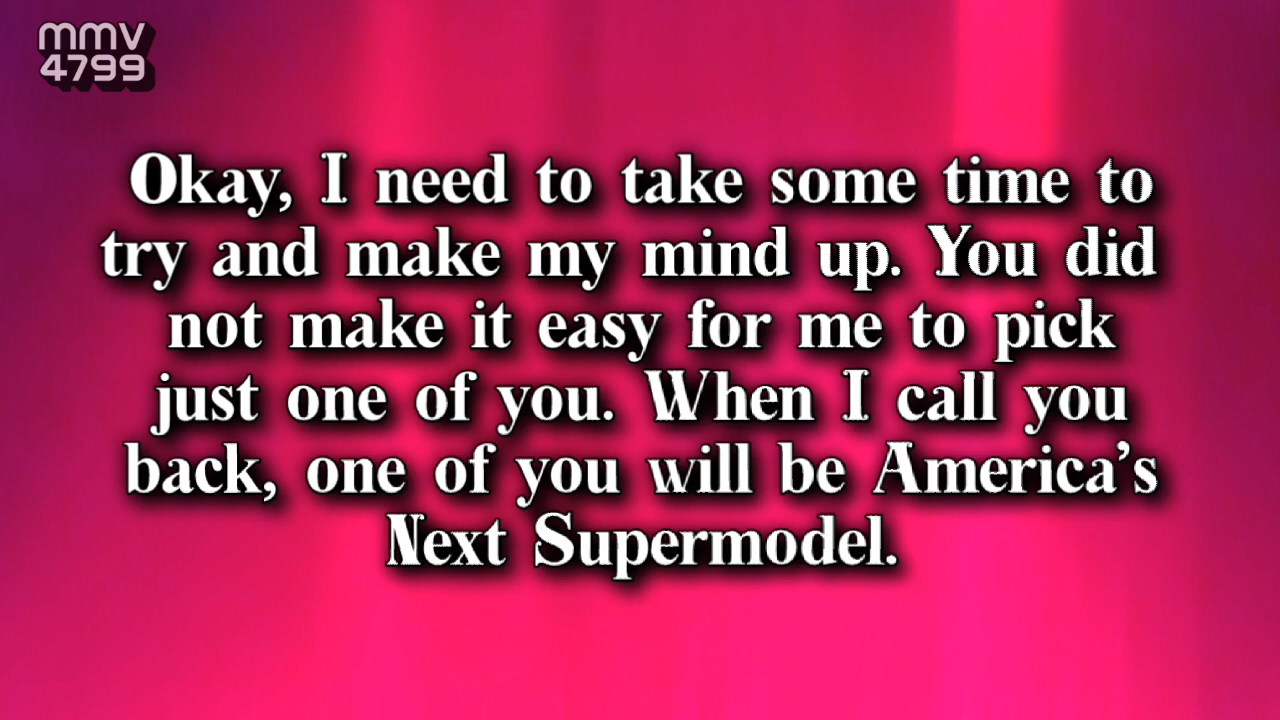 mmv
4799
Okay, I need to take some time to
try and make my mind up. You did
not make it easy for me to pick
just one of you. When I call you
back, one of you will be America's
Next Supermodel.